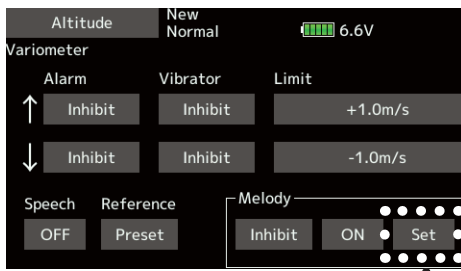 Altitude
New
Normal
6.6V
Variometer
Alarm Vibrator Limit
↑ Inhibit Inhibit +1.0m/s
↓ Inhibit Inhibit -1.0m/s
Speech Reference Melody
OFF Preset Inhibit ON Set